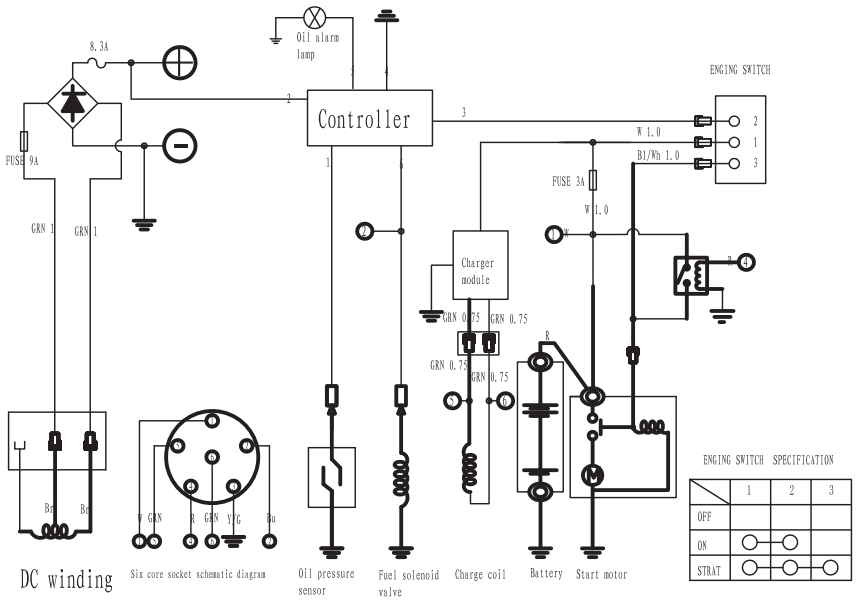 8.3A
Oil alarm
lamp
5
4
2
Controller
3
1
6
ENGING SWITCH
2
W 1.0
1
B1/Wh 1.0
3
FUSE 9A
FUSE 3A
W 1.0
GRN 1
GRN 1
2
1
W
Charger
module
R
4
GRN 0.75
GRN 0.75
R
GRN 0.75
GRN 0.75
5
6
M
ENGING SWITCH SPECIFICATION
1 2 3
OFF
ON
STRAT
Br
Br
W GRN R GRN Y/G Bu
DC winding
Six core socket schematic diagram
Oil pressure
sensor
Fuel solenoid
valve
Charge coil
Battery
Start motor